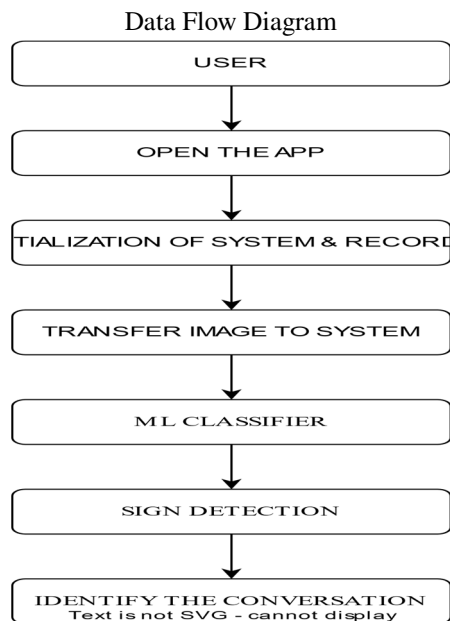 Data Flow Diagram
USER
OPEN THE APP
TIALIZATION OF SYSTEM & RECORD
TRANSFER IMAGE TO SYSTEM
ML CLASSIFIER
SIGN DETECTION
IDENTIFY THE CONVERSATION
Text is not SVG - cannot display